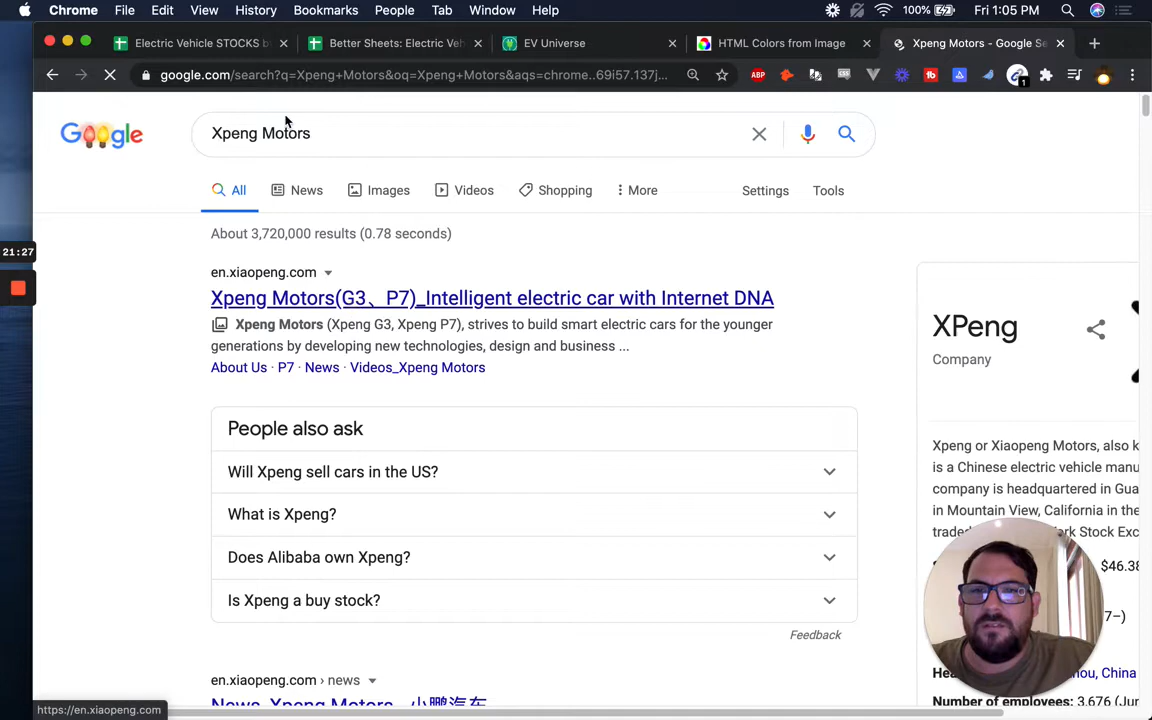 Chrome File Edit View History Bookmarks People Tab Window Help 100% Fri 1:05 PM
Electric Vehicle STOCKS b Better Sheets: Electric Veh EV Universe HTML Colors from Image Xpeng Motors - Google Se
google.com/search?q=Xpeng+Motors&oq=Xpeng+Motors&aqs=chrome..69i57.137j... ABP 1
Google Xpeng Motors
All News Images Videos Shopping More Settings Tools
About 3,720,000 results (0.78 seconds)
21:27
en.xiaopeng.com
Xpeng Motors(G3、P7)_Intelligent electric car with Internet DNA
Xpeng Motors (Xpeng G3, Xpeng P7), strives to build smart electric cars for the younger
generations by developing new technologies, design and business ...
About Us · P7 · News · Videos_Xpeng Motors
People also ask
Will Xpeng sell cars in the US?
What is Xpeng?
Does Alibaba own Xpeng?
Is Xpeng a buy stock?
Feedback
en.xiaopeng.com › news
News_Xpeng Motors 小鹏汽车
XPeng
Company
Xpeng or Xiaopeng Motors, also k
is a Chinese electric vehicle manu
company is headquartered in Gua
in Mountain View, California in the
traded rk Stock Exc
$46.38
7–)
Hea ou, China
Number of employees: 3,676 (Jun
https://en.xiaopeng.com